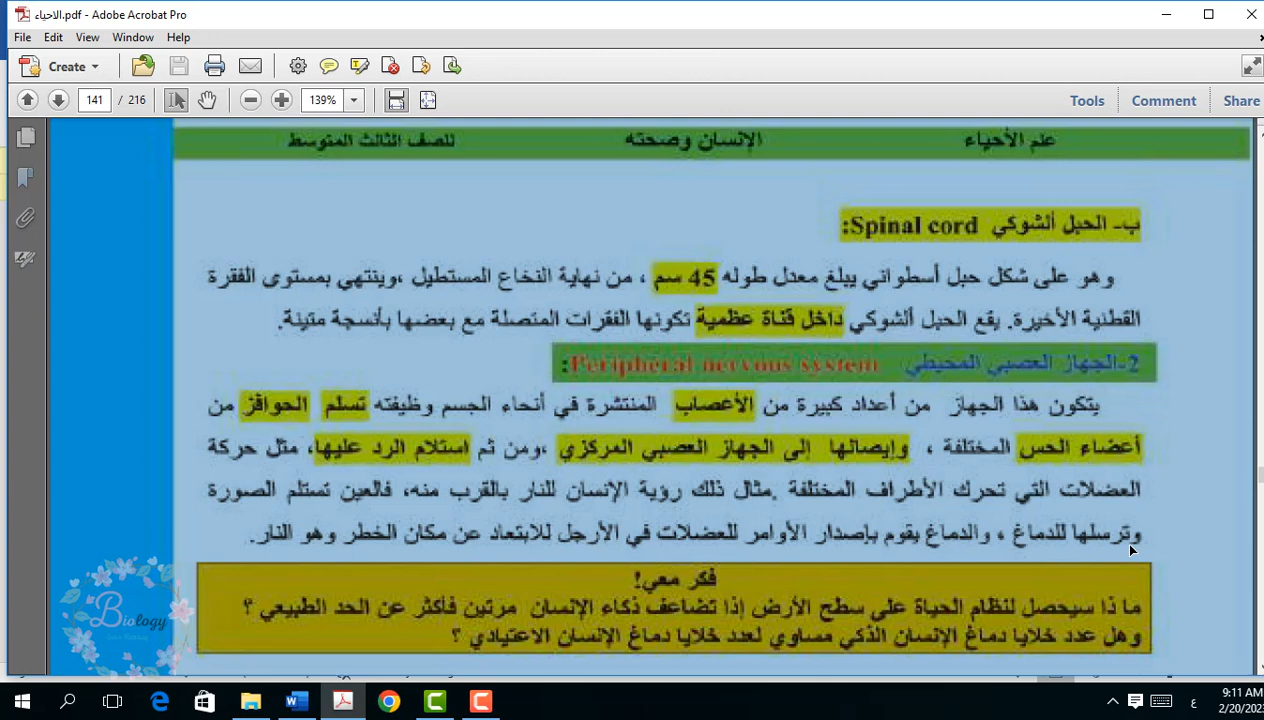 الاحياء.pdf - Adobe Acrobat Pro
File Edit View Window Help
Create
141 / 216 139% Tools Comment Share
علم الأحياء الإنسان وصحته للصف الثالث المتوسط
ب- الحبل ألشوكي Spinal cord:
وهو على شكل حبل أسطواني يبلغ معدل طوله 45 سم ، من نهاية النخاع المستطيل ،وينتهي بمستوى الفقرة
القطنية الأخيرة. يقع الحبل ألشوكي داخل قناة عظمية تكونها الفقرات المتصلة مع بعضها بأنسجة متينة.
2-الجهاز العصبي المحيطي Peripheral nervous system:
يتكون هذا الجهاز من أعداد كبيرة من الأعصاب المنتشرة في أنحاء الجسم وظيفته تسلم الحوافز من
أعضاء الحس المختلفة ، وإيصالها إلى الجهاز العصبي المركزي ،ومن ثم استلام الرد عليها، مثل حركة
العضلات التي تحرك الأطراف المختلفة .مثال ذلك رؤية الإنسان للنار بالقرب منه، فالعين تستلم الصورة
وترسلها للدماغ ، والدماغ يقوم بإصدار الأوامر للعضلات في الأرجل للابتعاد عن مكان الخطر وهو النار.
فكر معي!
ما ذا سيحصل لنظام الحياة على سطح الأرض إذا تضاعف ذكاء الإنسان مرتين فأكثر عن الحد الطبيعي ؟
وهل عدد خلايا دماغ الإنسان الذكي مساوي لعدد خلايا دماغ الإنسان الاعتيادي ؟
Biology
ع 9:11 AM
2/20/202